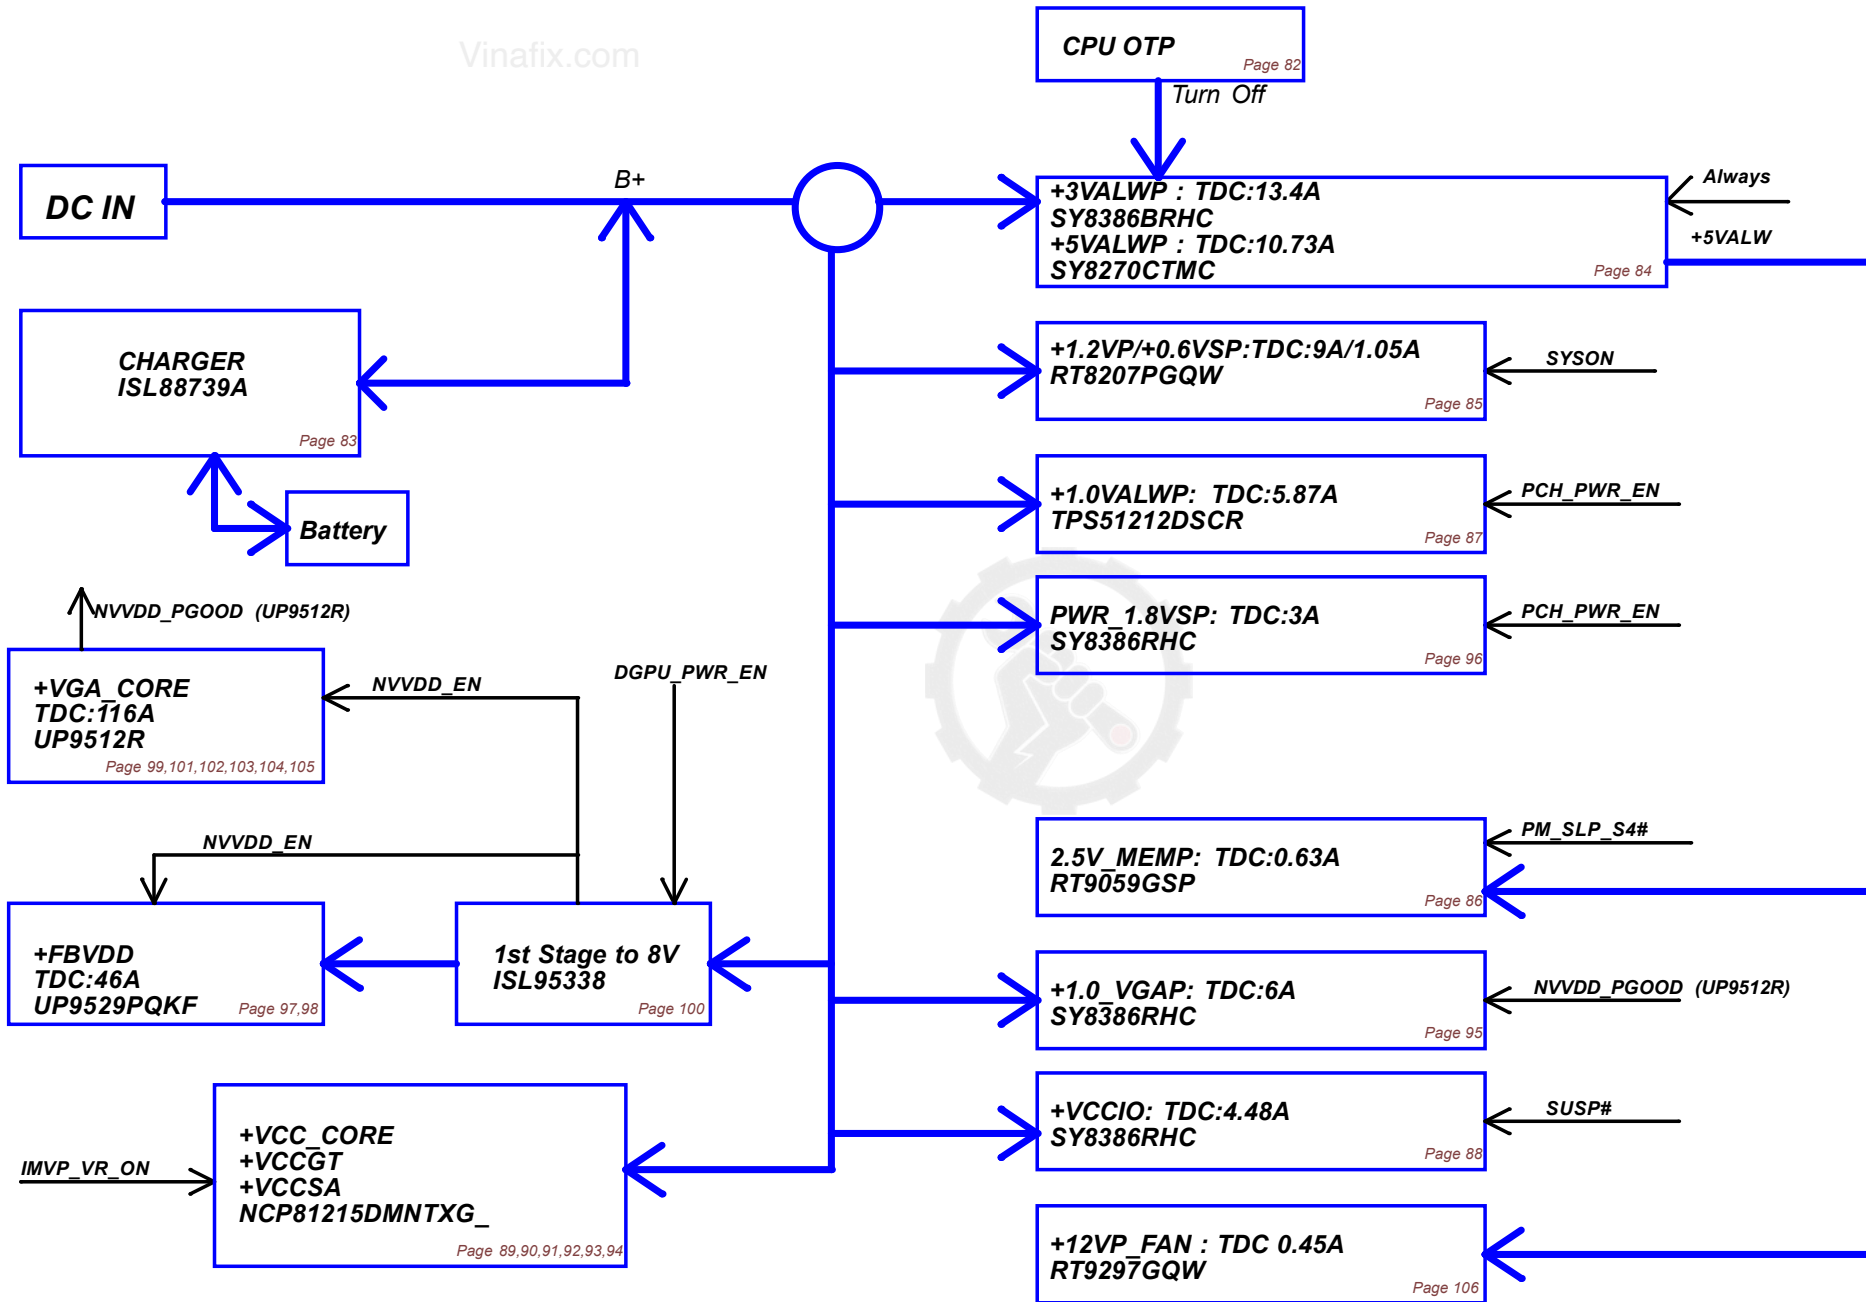 Vinafix.com
CPU OTP
Page 82
Turn Off
DC IN
B+
+3VALWP : TDC:13.4A
SY8386BRHC
+5VALWP : TDC:10.73A
SY8270CTMC
Page 84
Always
+5VALW
CHARGER
ISL88739A
Page 83
+1.2VP/+0.6VSP:TDC:9A/1.05A
RT8207PGQW
Page 85
SYSON
Battery
+1.0VALWP: TDC:5.87A
TPS51212DSCR
Page 87
PCH_PWR_EN
NVVDD_PGOOD (UP9512R)
PWR_1.8VSP: TDC:3A
SY8386RHC
Page 96
PCH_PWR_EN
+VGA_CORE
TDC:116A
UP9512R
Page 99,101,102,103,104,105
NVVDD_EN
DGPU_PWR_EN
NVVDD_EN
2.5V_MEMP: TDC:0.63A
RT9059GSP
Page 86
PM_SLP_S4#
+FBVDD
TDC:46A
UP9529PQKF
Page 97,98
1st Stage to 8V
ISL95338
Page 100
+1.0_VGAP: TDC:6A
SY8386RHC
Page 95
NVVDD_PGOOD (UP9512R)
+VCCIO: TDC:4.48A
SY8386RHC
Page 88
SUSP#
IMVP_VR_ON
+VCC_CORE
+VCCGT
+VCCSA
NCP81215DMNTXG_
Page 89,90,91,92,93,94
+12VP_FAN : TDC 0.45A
RT9297GQW
Page 106